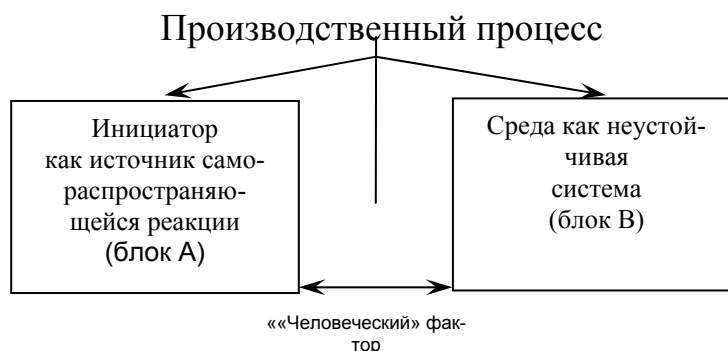 Производственный процесс
Инициатор
как источник само-
распространяю-
щейся реакции
(блок А)
Среда как неустой-
чивая
система
(блок В)
««Человеческий» фак-
тор